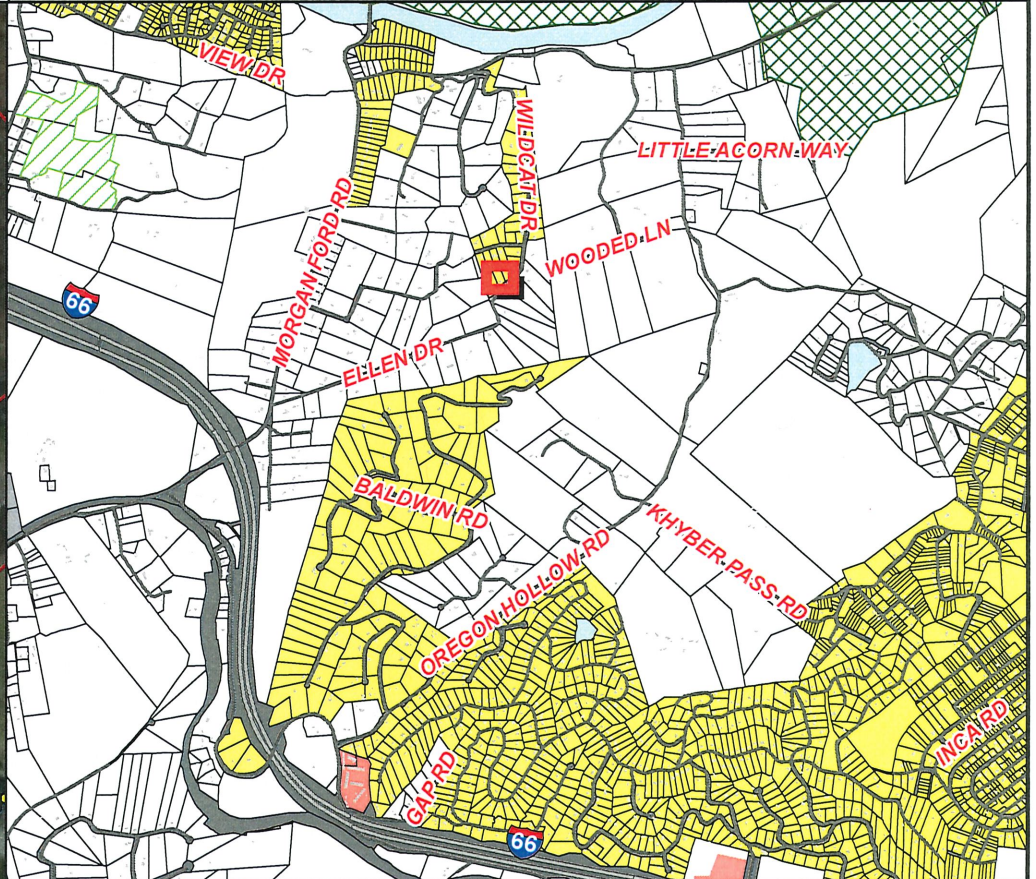 VIEW DR
WILDCAT DR
LITTLE ACORN WAY
MORGAN FORD RD
WOODED LN
66
ELLEN DR
BALDWIN RD
KHYBER PASS RD
OREGON HOLLOW RD
INCA RD
GAP RD
66